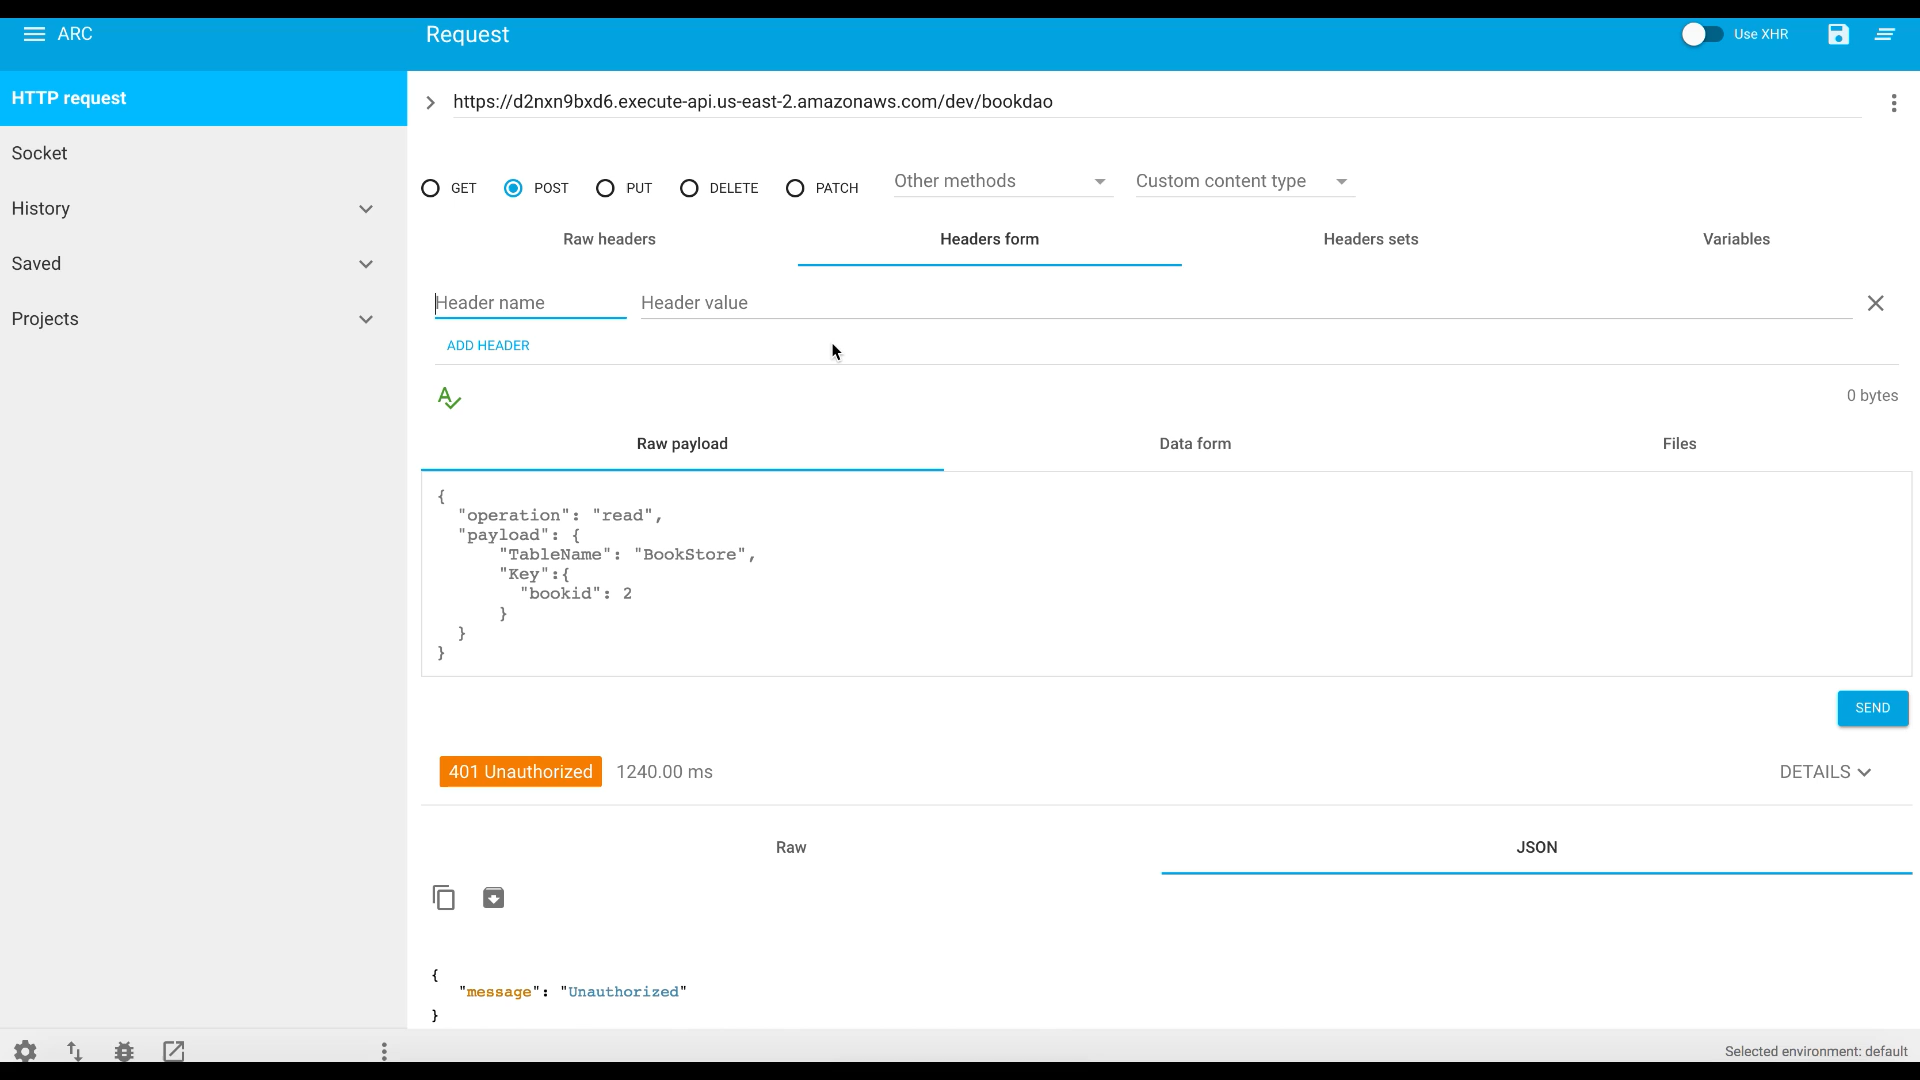 ARC
Request
Use XHR
HTTP request
Socket
History
Saved
Projects
https://d2nxn9bxd6.execute-api.us-east-2.amazonaws.com/dev/bookdao
GET POST PUT DELETE PATCH Other methods Custom content type
Raw headers Headers form Headers sets Variables
Header name Header value
ADD HEADER
0 bytes
Raw payload Data form Files
{
"operation": "read",
"payload": {
"TableName": "BookStore",
"Key":{
"bookid": 2
}
}
}
SEND
401 Unauthorized 1240.00 ms DETAILS
Raw JSON
{
"message": "Unauthorized"
}
Selected environment: default